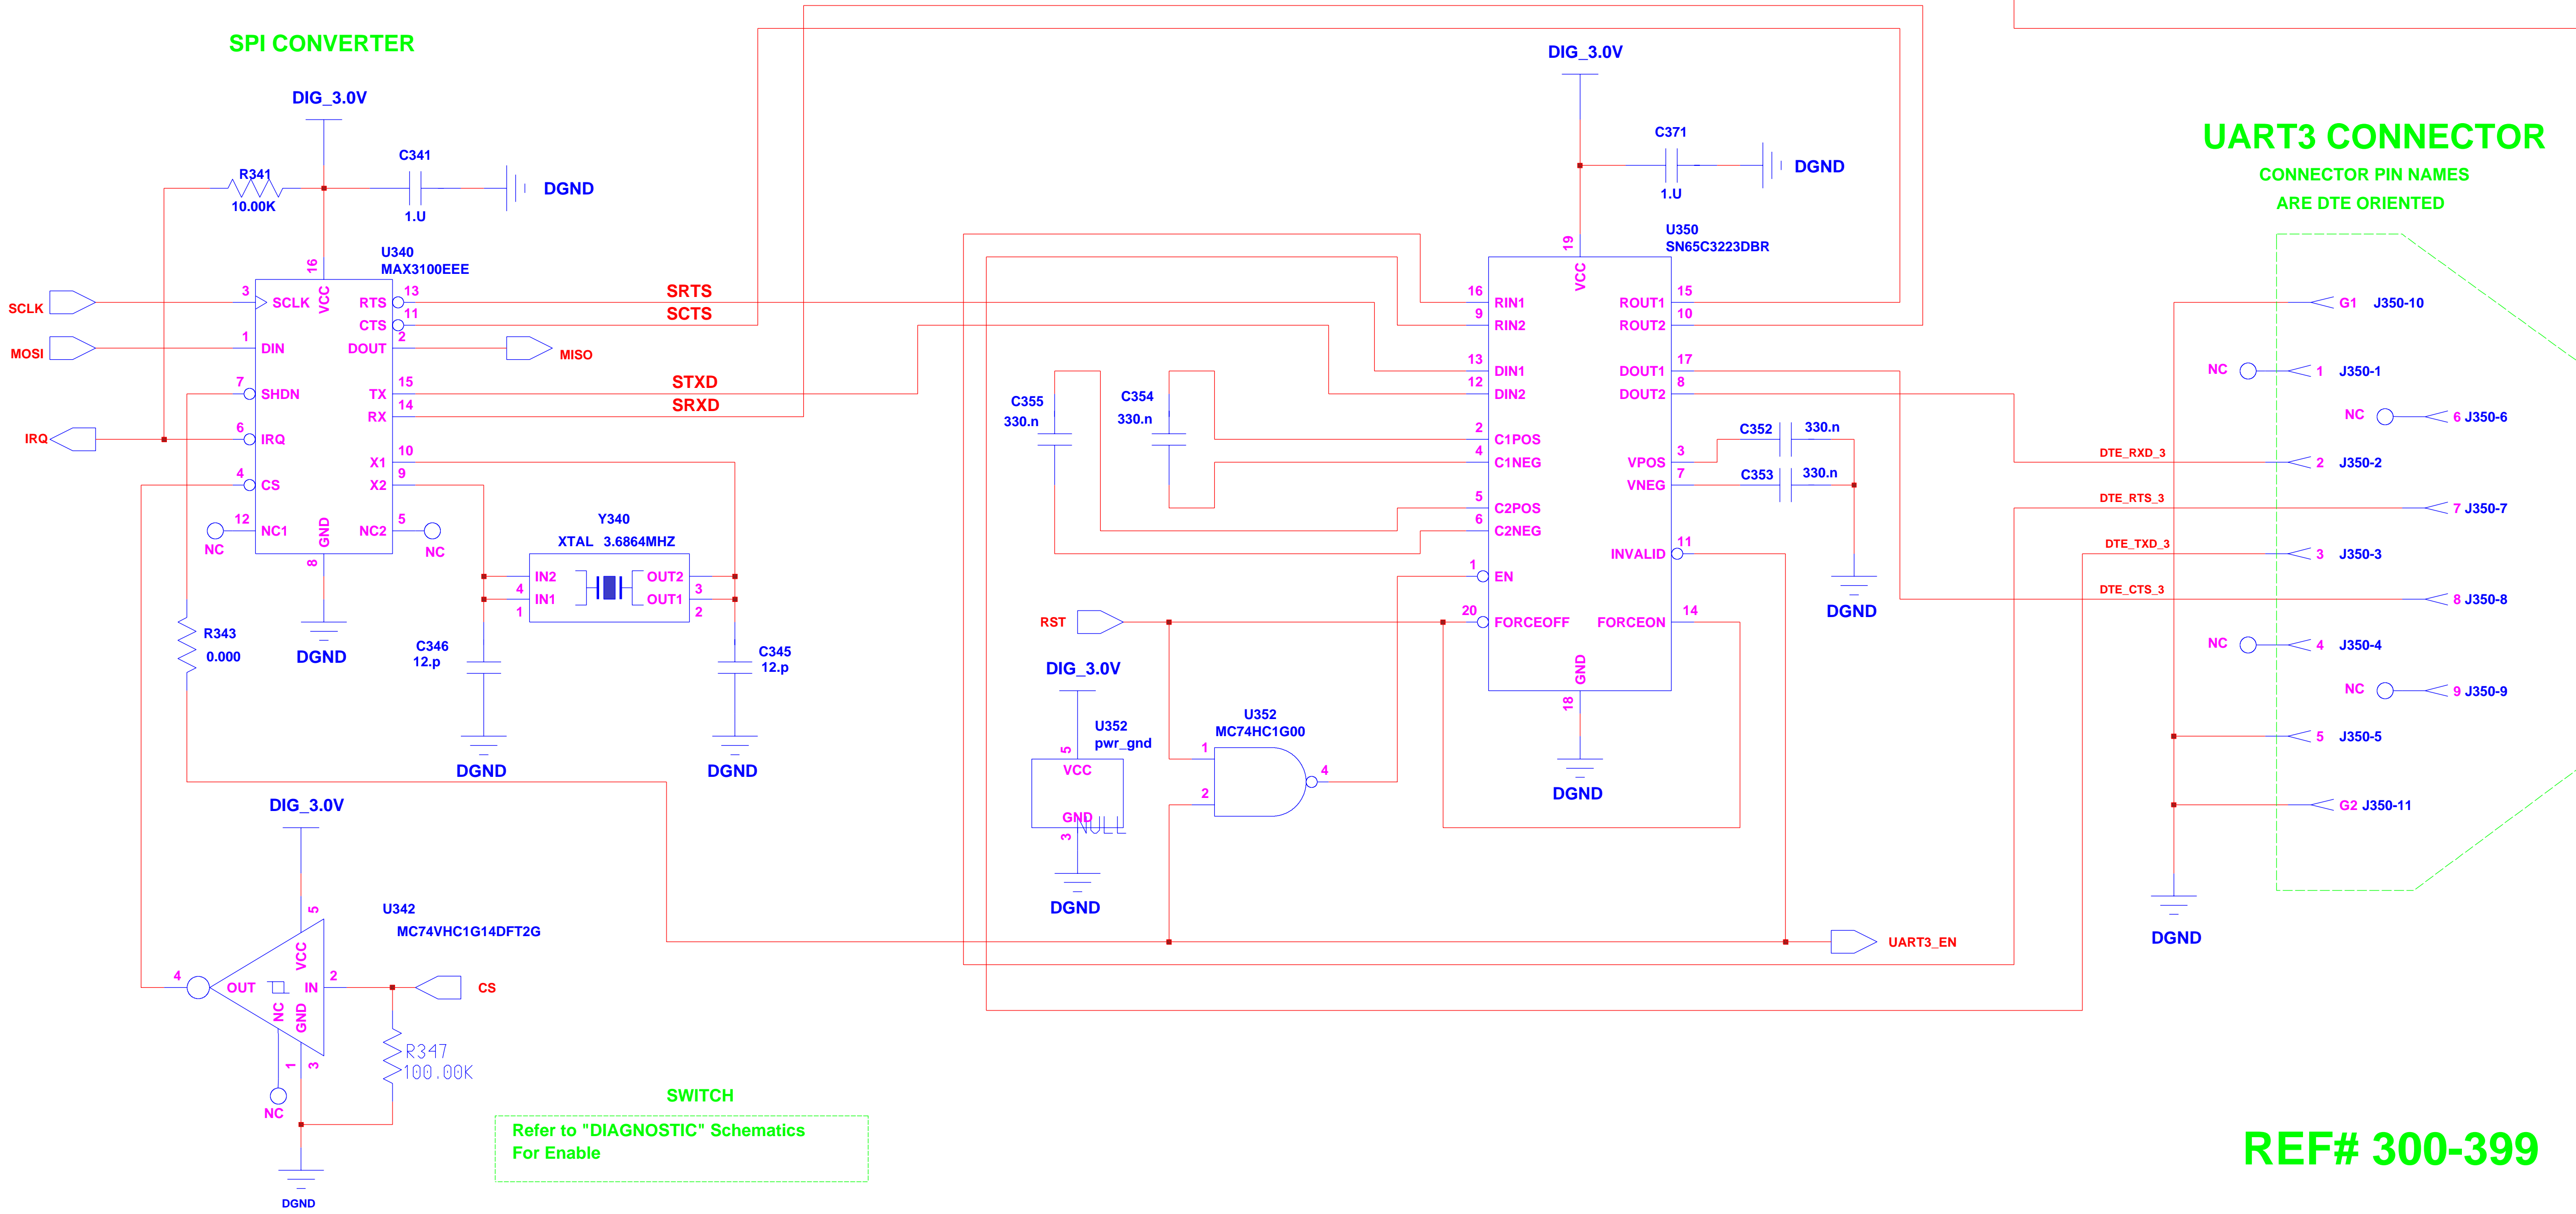 SPI CONVERTER
DIG_3.0V
R341
10.00K
C341
1.U
DGND
U340
MAX3100EEE
16
VCC
SCLK
3
SCLK
RTS
13
SRTS
CTS
11
SCTS
MOSI
1
DIN
DOUT
2
MISO
7
SHDN
TX
15
STXD
RX
14
SRXD
IRQ
6
IRQ
X1
10
4
CS
X2
9
12
NC1
NC
GND
8
NC2
5
NC
DGND
Y340
XTAL 3.6864MHZ
IN2
4
IN1
1
OUT2
3
OUT1
2
R343
0.000
C346
12.p
DGND
C345
12.p
DGND
DIG_3.0V
U342
MC74VHC1G14DFT2G
5
VCC
4
OUT
IN
2
CS
NC
GND
1
3
NC
R347
100.00K
DGND
SWITCH
Refer to "DIAGNOSTIC" Schematics
For Enable
DIG_3.0V
C371
1.U
DGND
U350
SN65C3223DBR
19
VCC
16
RIN1
9
RIN2
13
DIN1
12
DIN2
2
C1POS
4
C1NEG
5
C2POS
6
C2NEG
1
EN
20
FORCEOFF
ROUT1
15
ROUT2
10
DOUT1
17
DOUT2
8
VPOS
3
VNEG
7
INVALID
11
FORCEON
14
GND
18
DGND
C355
330.n
C354
330.n
C352
330.n
C353
330.n
DGND
RST
DIG_3.0V
U352
pwr_gnd
5
VCC
GND
NULL
3
DGND
U352
MC74HC1G00
1
2
4
UART3_EN
UART3 CONNECTOR
CONNECTOR PIN NAMES
ARE DTE ORIENTED
G1 J350-10
NC
1 J350-1
NC
6 J350-6
DTE_RXD_3
2 J350-2
DTE_RTS_3
7 J350-7
DTE_TXD_3
3 J350-3
DTE_CTS_3
8 J350-8
NC
4 J350-4
NC
9 J350-9
5 J350-5
G2 J350-11
DGND
REF# 300-399